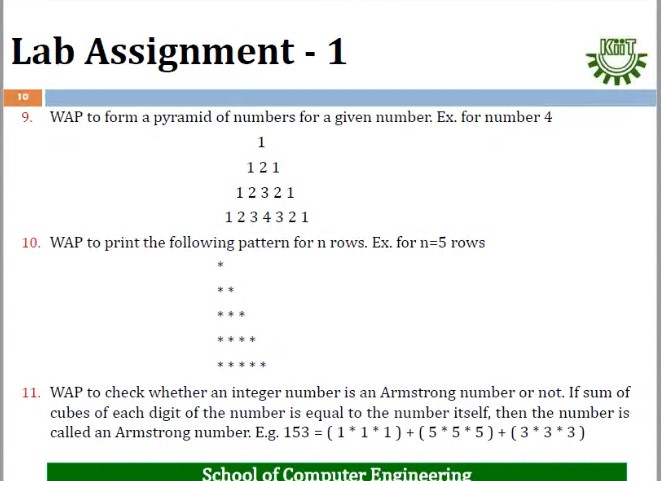 Lab Assignment - 1
KiiT
10
9. WAP to form a pyramid of numbers for a given number. Ex. for number 4
1
1 2 1
1 2 3 2 1
1 2 3 4 3 2 1
10. WAP to print the following pattern for n rows. Ex. for n=5 rows
*
* *
* * *
* * * *
* * * * *
11. WAP to check whether an integer number is an Armstrong number or not. If sum of
cubes of each digit of the number is equal to the number itself, then the number is
called an Armstrong number. E.g. 153 = ( 1 * 1 * 1 ) + ( 5 * 5 * 5 ) + ( 3 * 3 * 3 )
School of Computer Engineering